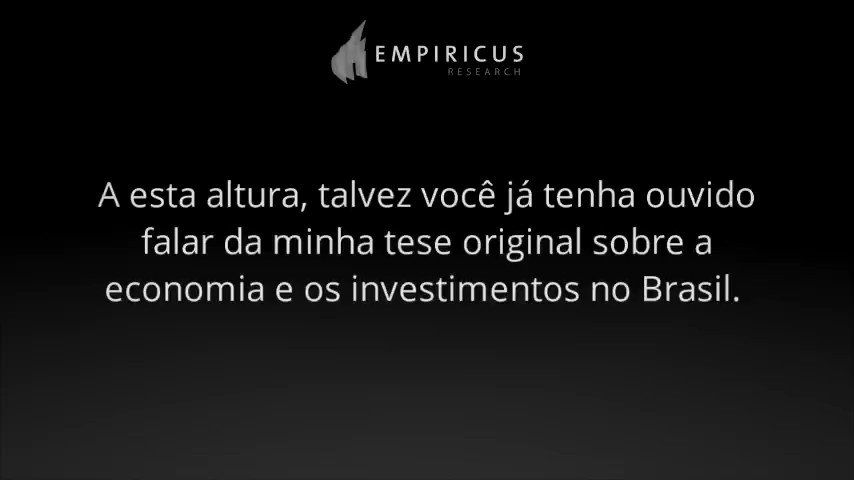 EMPIRICUS
RESEARCH
A esta altura, talvez você já tenha ouvido
falar da minha tese original sobre a
economia e os investimentos no Brasil.